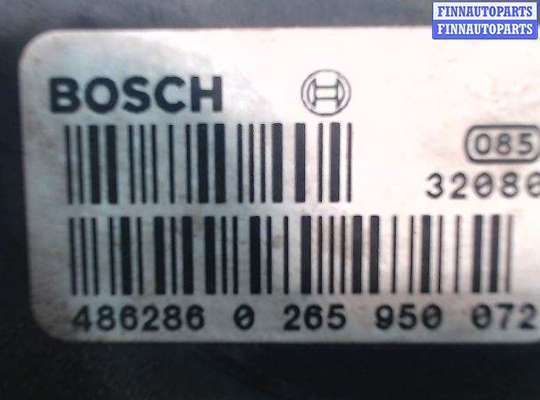 FINNAUTOPARTS
FINNAUTOPARTS
BOSCH
085
32080
486286 0 265 950 072